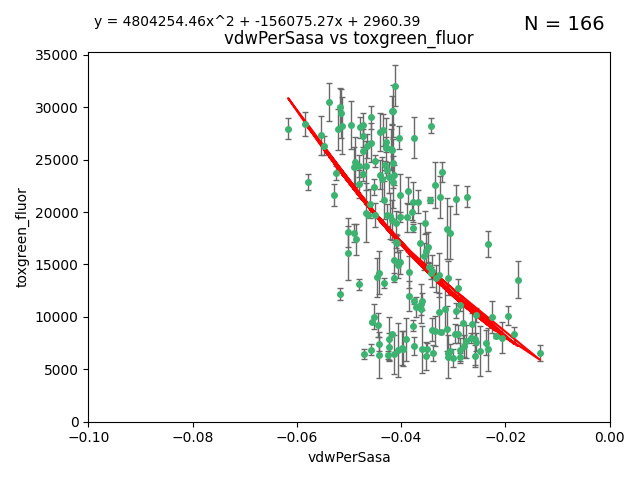 y = 4804254.46x^2 + -156075.27x + 2960.39
N = 166
vdwPerSasa vs toxgreen_fluor
35000
30000
25000
20000
15000
10000
5000
0
toxgreen_fluor
−0.10 −0.08 −0.06 −0.04 −0.02 0.00
vdwPerSasa